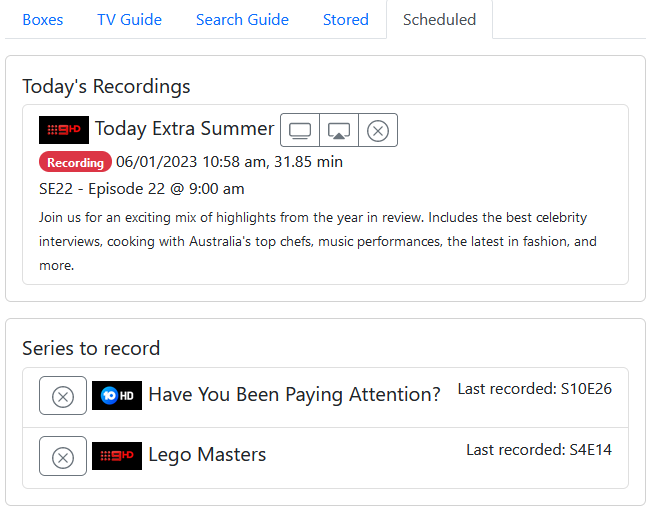 Boxes TV Guide Search Guide Stored Scheduled
Today's Recordings
9HD Today Extra Summer
Recording 06/01/2023 10:58 am, 31.85 min
SE22 - Episode 22 @ 9:00 am
Join us for an exciting mix of highlights from the year in review. Includes the best celebrity
interviews, cooking with Australia's top chefs, music performances, the latest in fashion, and
more.
Series to record
10 HD Have You Been Paying Attention? Last recorded: S10E26
9HD Lego Masters Last recorded: S4E14